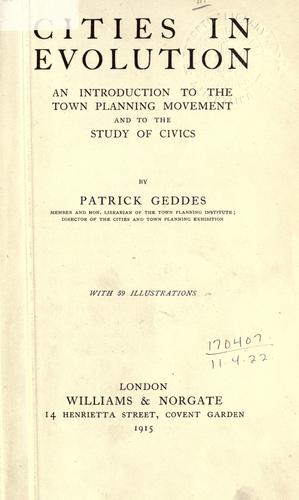 CITIES IN
EVOLUTION
AN INTRODUCTION TO THE
TOWN PLANNING MOVEMENT
AND TO THE
STUDY OF CIVICS
BY
PATRICK GEDDES
MEMBER AND HON. LIBRARIAN OF THE TOWN PLANNING INSTITUTE;
DIRECTOR OF THE CITIES AND TOWN PLANNING EXHIBITION
WITH 59 ILLUSTRATIONS
170407.
11.4.22
LONDON
WILLIAMS & NORGATE
14 HENRIETTA STREET, COVENT GARDEN
1915